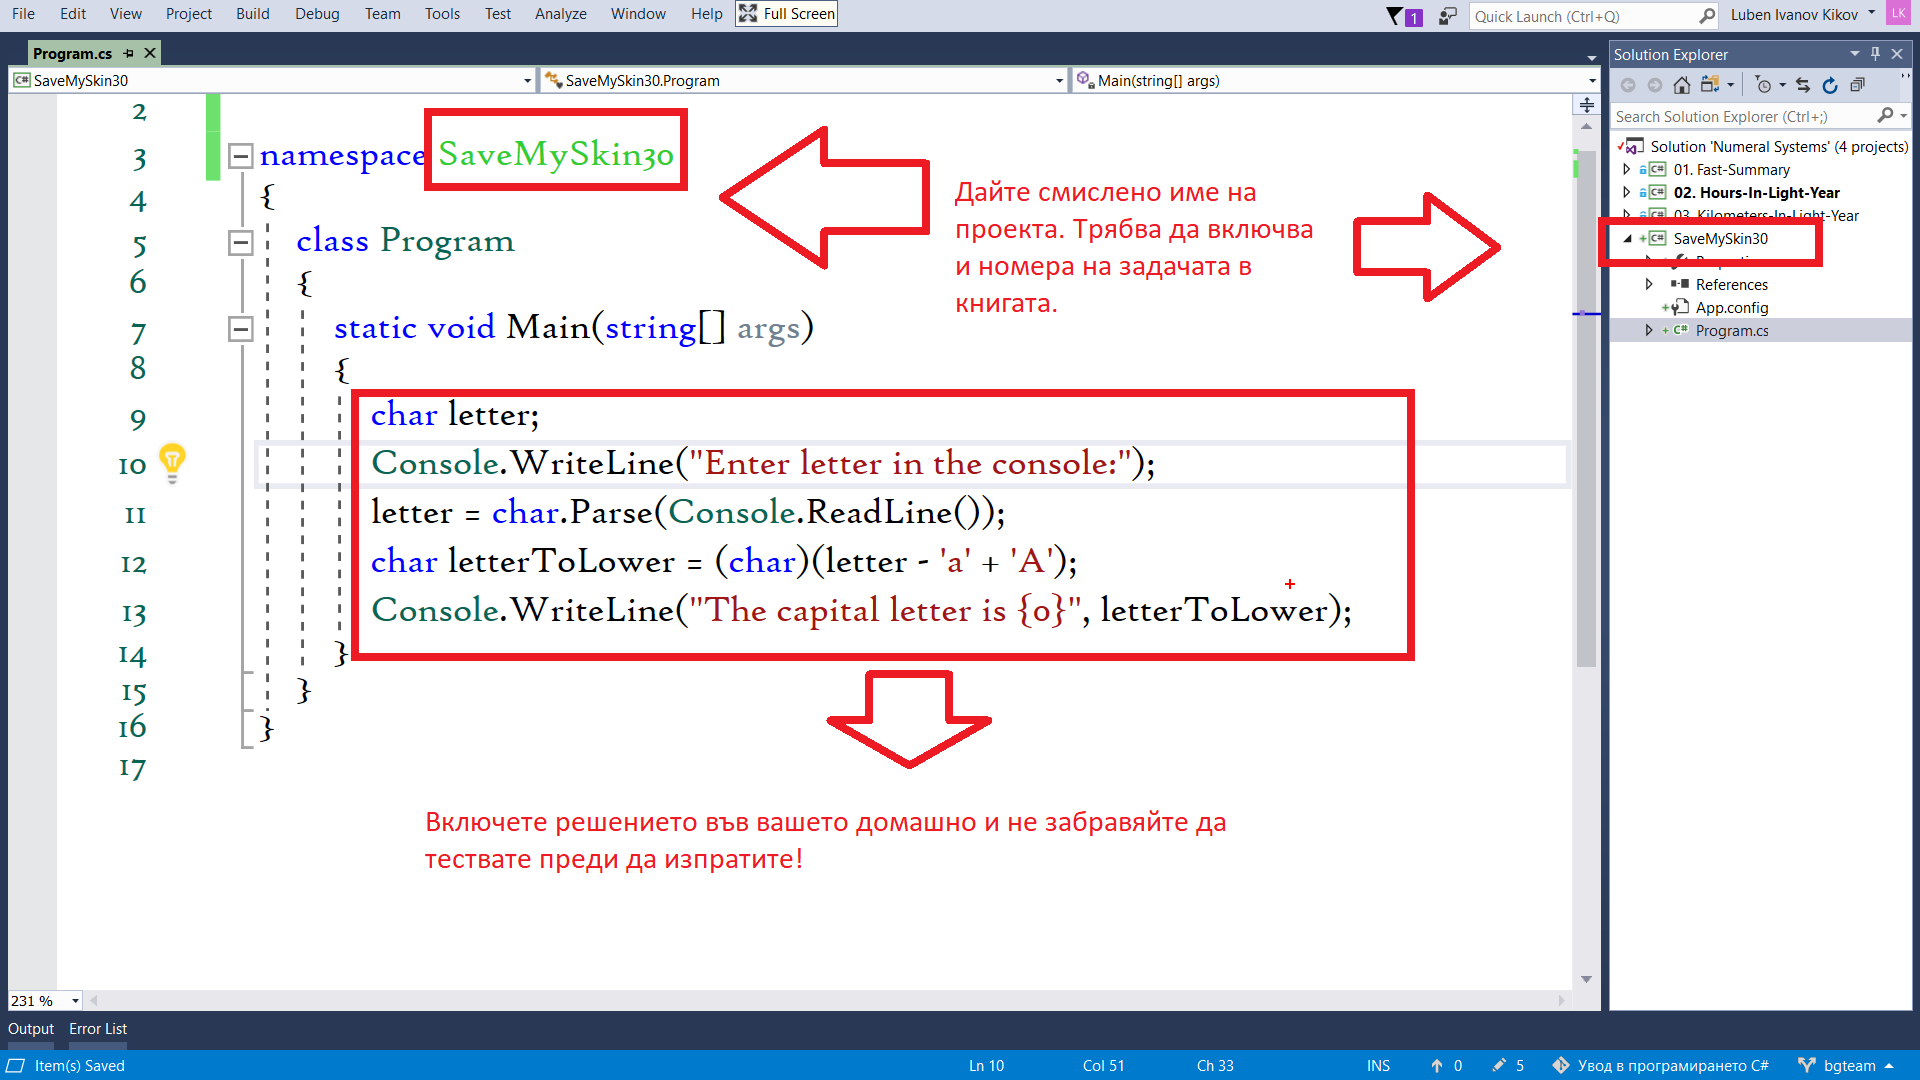 File Edit View Project Build Debug Team Tools Test Analyze Window Help Full Screen 1 Quick Launch (Ctrl+Q) Luben Ivanov Kikov LK
Program.cs
SaveMySkin30 SaveMySkin30.Program Main(string[] args)
2
3 namespace SaveMySkin30
4 {
5 class Program
6 {
7 static void Main(string[] args)
8 {
9 char letter;
10 Console.WriteLine("Enter letter in the console:");
11 letter = char.Parse(Console.ReadLine());
12 char letterToLower = (char)(letter - 'a' + 'A');
13 Console.WriteLine("The capital letter is {0}", letterToLower);
14 }
15 }
16 }
17
Дайте смислено име на
проекта. Трябва да включва
и номера на задачата в
книгата.
Включете решението във вашето домашно и не забравяйте да
тествате преди да изпратите!
Solution Explorer
Search Solution Explorer (Ctrl+;)
Solution 'Numeral Systems' (4 projects)
C# 01. Fast-Summary
C# 02. Hours-In-Light-Year
C# 03. Kilometers-In-Light-Year
C# SaveMySkin30
References
App.config
C# Program.cs
231 %
Output Error List
Item(s) Saved Ln 10 Col 51 Ch 33 INS 0 5 Увод в програмирането C# bgteam